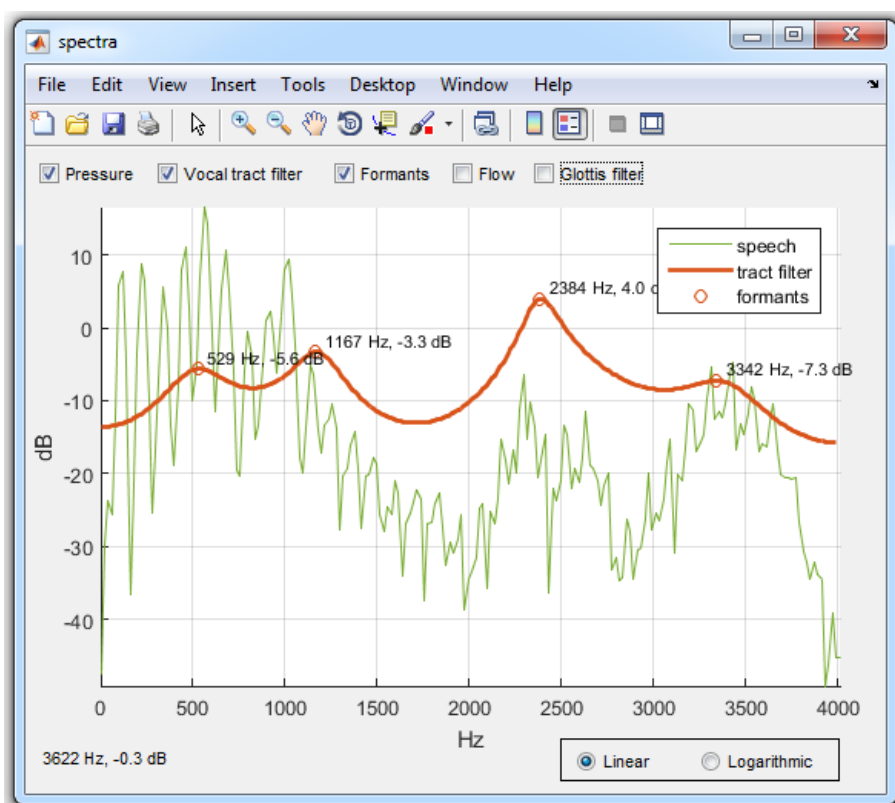 spectra
File Edit View Insert Tools Desktop Window Help
Pressure Vocal tract filter Formants Flow Glottis filter
speech
tract filter
formants
2384 Hz, 4.0
1167 Hz, -3.3 dB
529 Hz, -5.6 dB
3342 Hz, -7.3 dB
10
0
-10
-20
-30
-40
dB
0 500 1000 1500 2000 2500 3000 3500 4000
Hz
3622 Hz, -0.3 dB
Linear Logarithmic